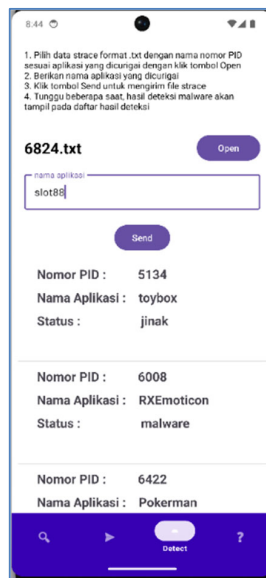 8:44
1. Pilih data strace format .txt dengan nama nomor PID
sesuai aplikasi yang dicurigai dengan klik tombol Open
2. Berikan nama aplikasi yang dicurigai
3. Klik tombol Send untuk mengirim file strace
4. Tunggu beberapa saat, hasil deteksi malware akan
tampil pada daftar hasil deteksi
6824.txt Open
nama aplikasi
slot88
Send
Nomor PID : 5134
Nama Aplikasi : toybox
Status : jinak
Nomor PID : 6008
Nama Aplikasi : RXEmoticon
Status : malware
Nomor PID : 6422
Nama Aplikasi : Pokerman
Detect ?